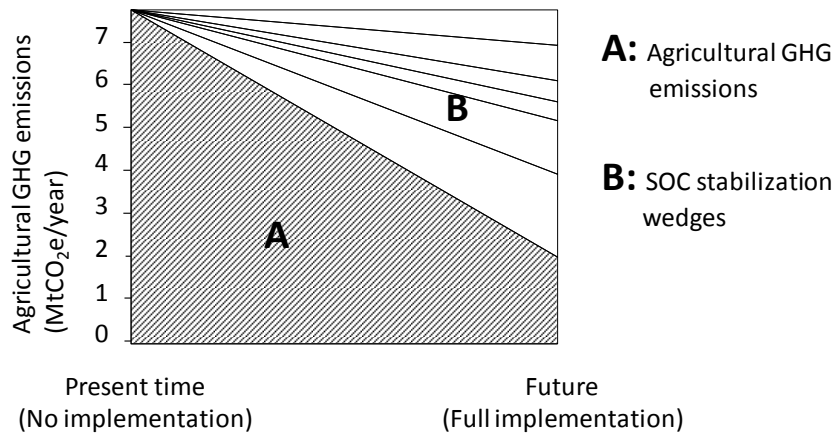 Agricultural GHG emissions
(MtCO₂e/year)
7
6
5
4
3
2
1
0
A
B
A: Agricultural GHG
emissions
B: SOC stabilization
wedges
Present time
(No implementation)
Future
(Full implementation)